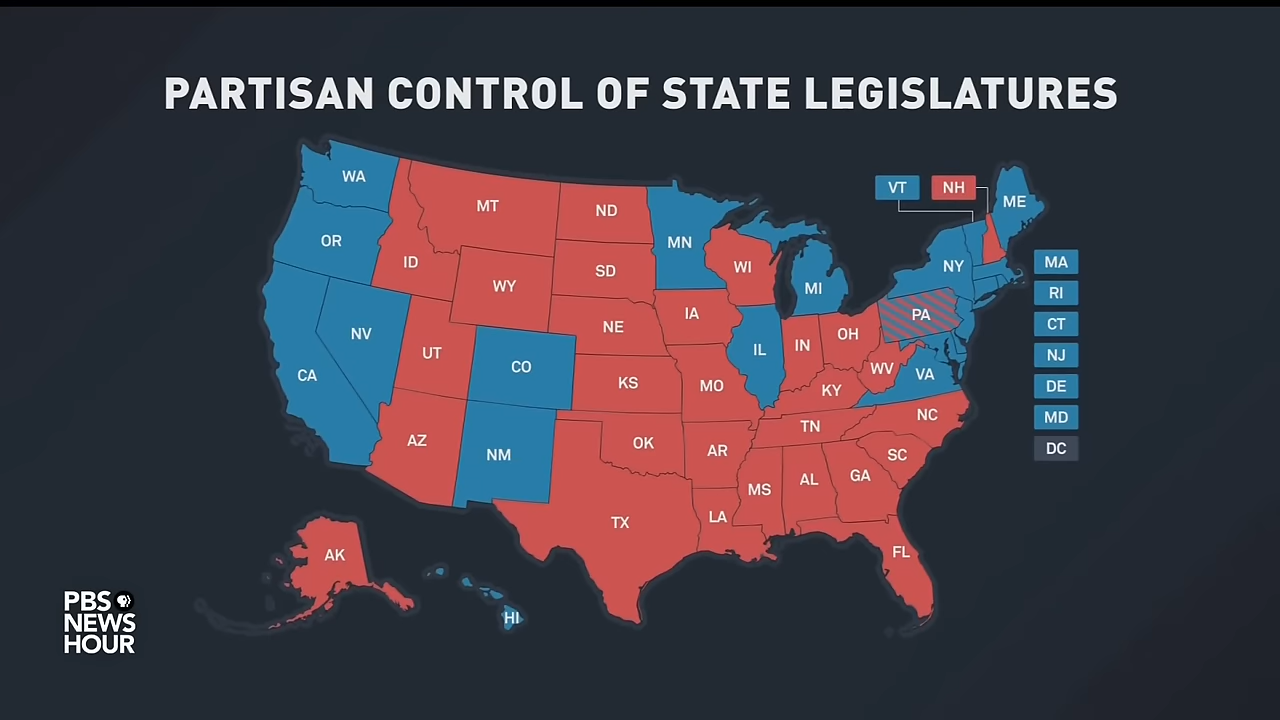 PARTISAN CONTROL OF STATE LEGISLATURES
WA
MT
ND
MN
VT
NH
ME
OR
ID
WY
SD
WI
MI
NY
MA
RI
CT
NJ
DE
MD
DC
NV
UT
CO
NE
IA
IL
IN
OH
PA
CA
AZ
NM
KS
MO
KY
WV
VA
OK
AR
TN
NC
TX
LA
MS
AL
GA
SC
FL
AK
HI
PBS
NEWS
HOUR